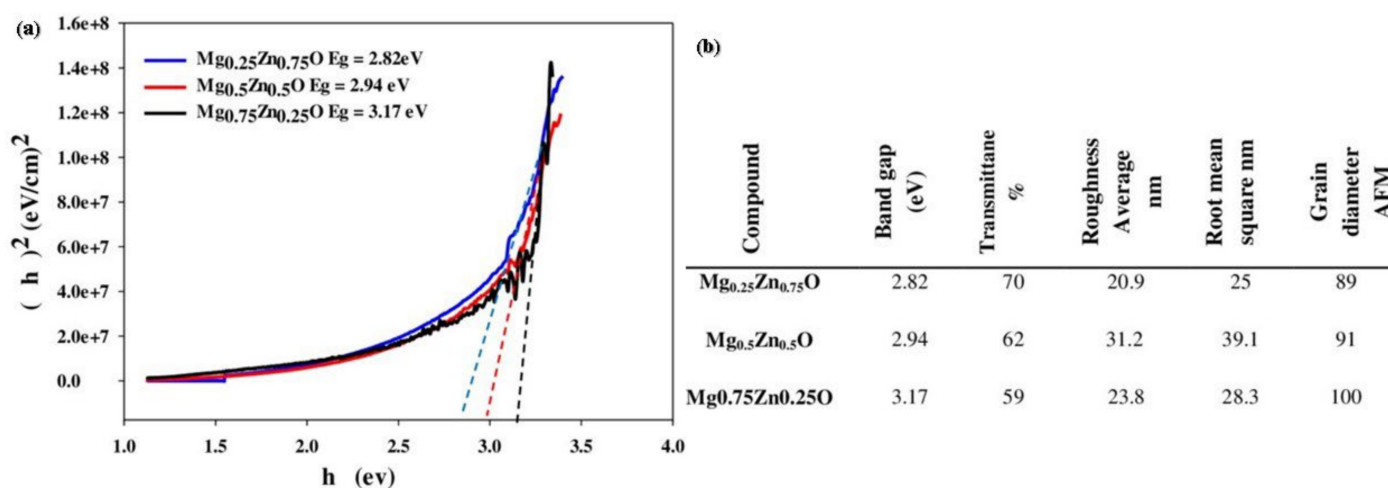 (a)
1.6e+8
1.4e+8
1.2e+8
1.0e+8
8.0e+7
6.0e+7
4.0e+7
2.0e+7
0.0
( h )2 (eV/cm)2
Mg0.25Zn0.75O Eg = 2.82eV
Mg0.5Zn0.5O Eg = 2.94 eV
Mg0.75Zn0.25O Eg = 3.17 eV
1.0 1.5 2.0 2.5 3.0 3.5 4.0
h (ev)
(b)
Compound
Band gap
(eV)
Transmittane
%
Roughness
Average
nm
Root mean
square nm
Grain
diameter
AFM
Mg0.25Zn0.75O 2.82 70 20.9 25 89
Mg0.5Zn0.5O 2.94 62 31.2 39.1 91
Mg0.75Zn0.25O 3.17 59 23.8 28.3 100